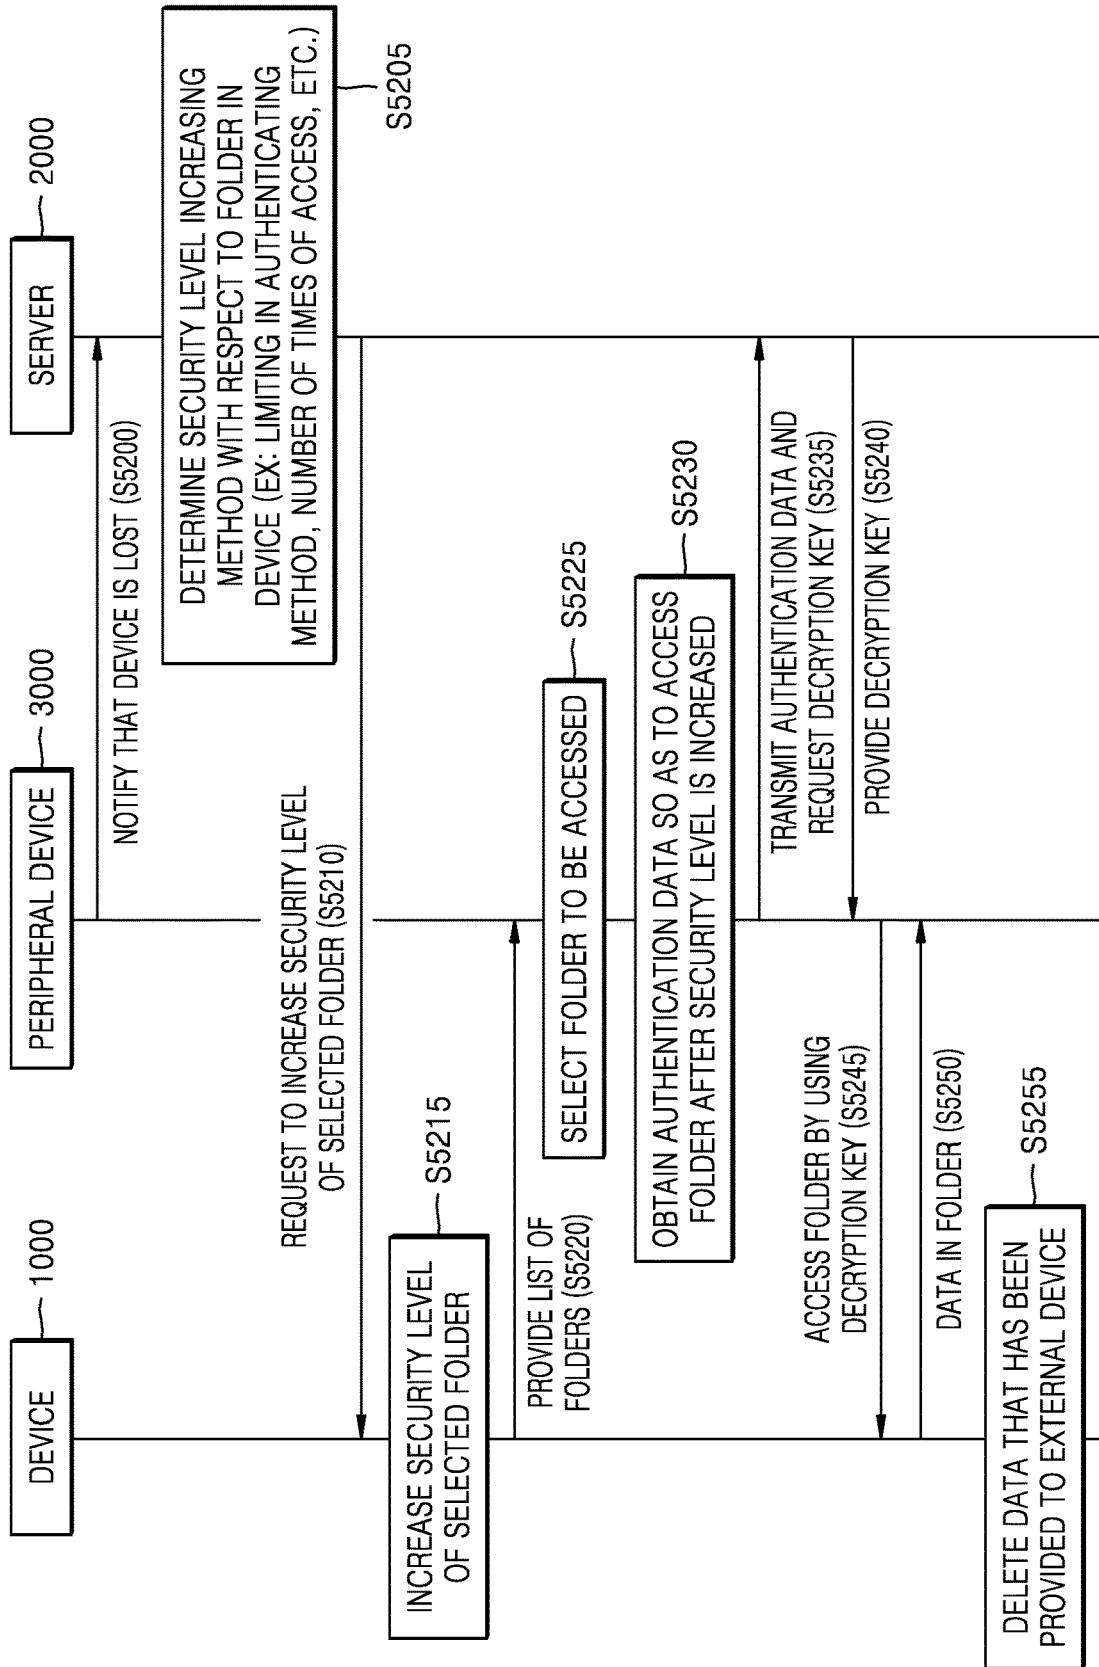 DEVICE
1000
PERIPHERAL DEVICE
3000
SERVER
2000
NOTIFY THAT DEVICE IS LOST (S5200)
DETERMINE SECURITY LEVEL INCREASING
METHOD WITH RESPECT TO FOLDER IN
DEVICE (EX: LIMITING IN AUTHENTICATING
METHOD, NUMBER OF TIMES OF ACCESS, ETC.)
S5205
REQUEST TO INCREASE SECURITY LEVEL
OF SELECTED FOLDER (S5210)
INCREASE SECURITY LEVEL
OF SELECTED FOLDER
S5215
PROVIDE LIST OF
FOLDERS (S5220)
SELECT FOLDER TO BE ACCESSED
S5225
OBTAIN AUTHENTICATION DATA SO AS TO ACCESS
FOLDER AFTER SECURITY LEVEL IS INCREASED
S5230
TRANSMIT AUTHENTICATION DATA AND
REQUEST DECRYPTION KEY (S5235)
PROVIDE DECRYPTION KEY (S5240)
ACCESS FOLDER BY USING
DECRYPTION KEY (S5245)
DATA IN FOLDER (S5250)
DELETE DATA THAT HAS BEEN
PROVIDED TO EXTERNAL DEVICE
S5255